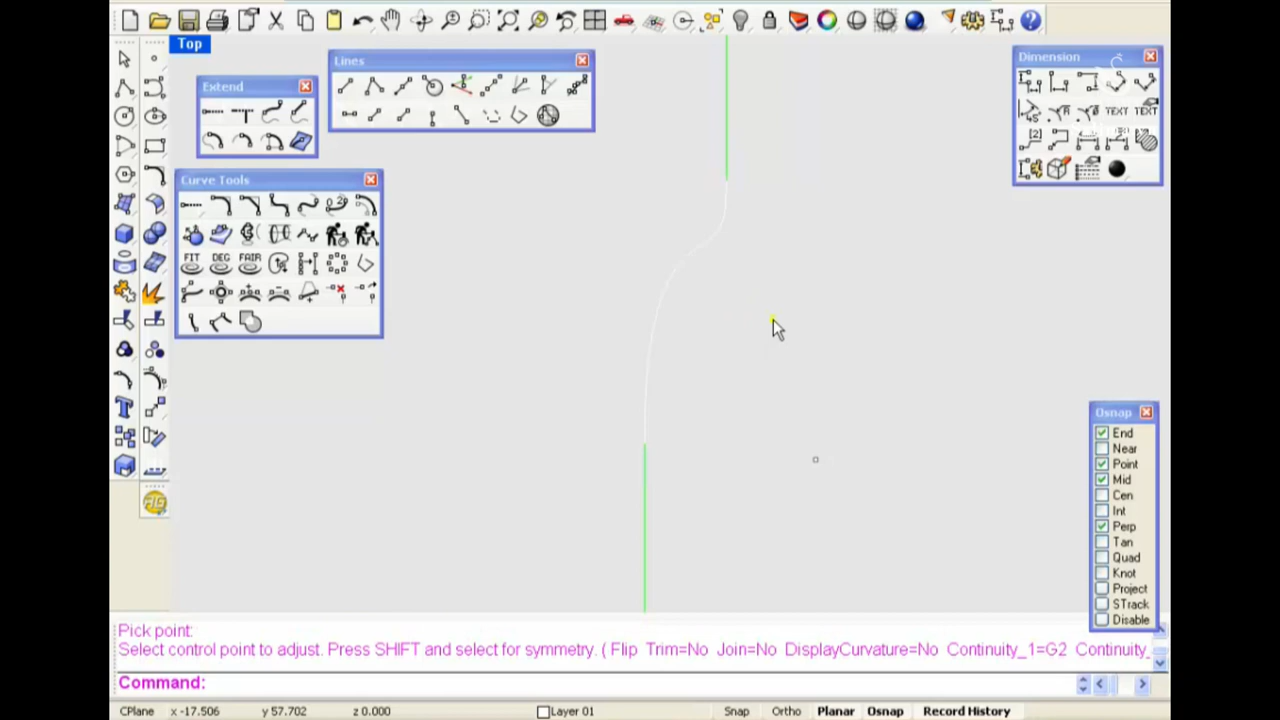 Top
Lines
Extend
Dimension
TEXT TEXT
Curve Tools
FIT DEG FAIR
Osnap
End
Near
Point
Mid
Cen
Int
Perp
Tan
Quad
Knot
Project
STrack
Disable
Pick point:
Select control point to adjust. Press SHIFT and select for symmetry. ( Flip Trim=No Join=No DisplayCurvature=No Continuity_1=G2 Continuity_
Command:
CPlane x -17.506 y 57.702 z 0.000 Layer 01 Snap Ortho Planar Osnap Record History